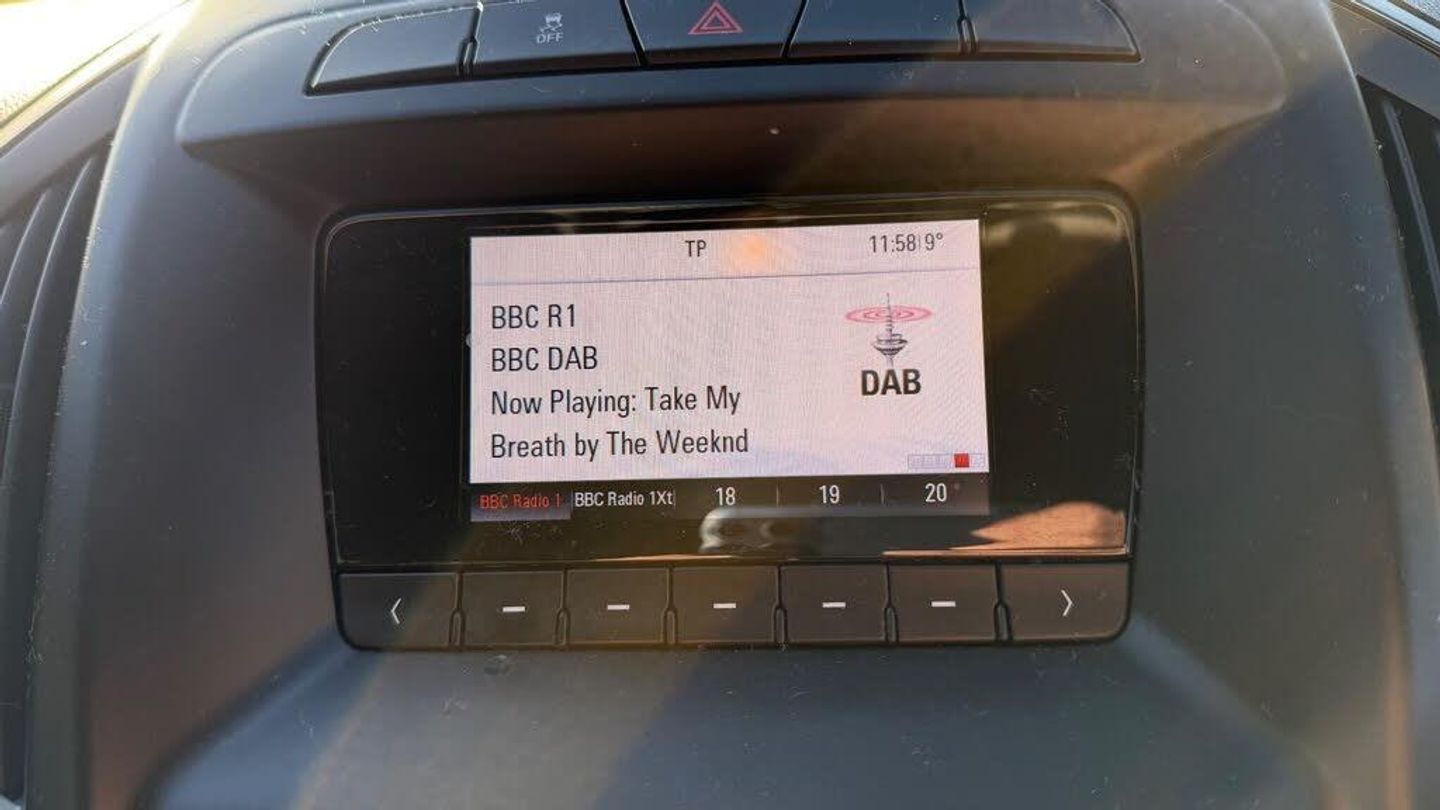 OFF
TP
11:58 9°
BBC R1
BBC DAB
Now Playing: Take My
Breath by The Weeknd
DAB
BBC Radio 1 BBC Radio 1Xt 18 19 20